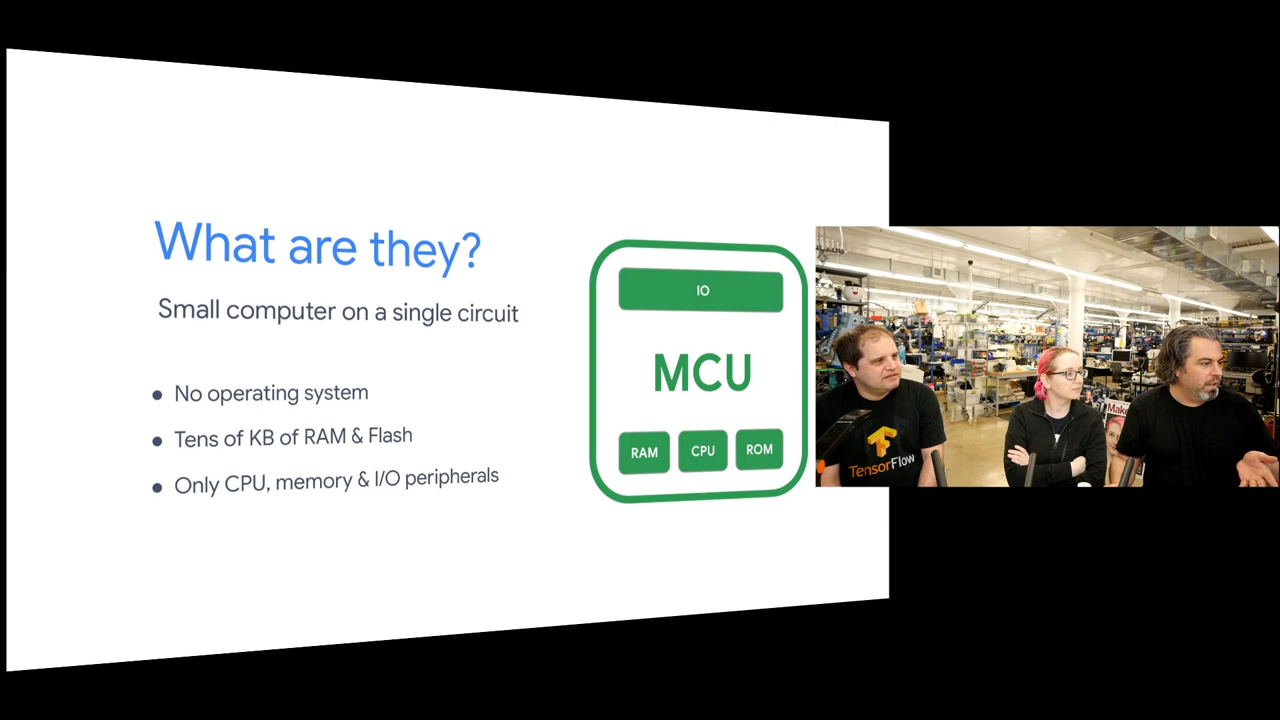 What are they?
Small computer on a single circuit
No operating system
Tens of KB of RAM & Flash
Only CPU, memory & I/O peripherals
IO
MCU
RAM
CPU
ROM
TensorFlow
Make